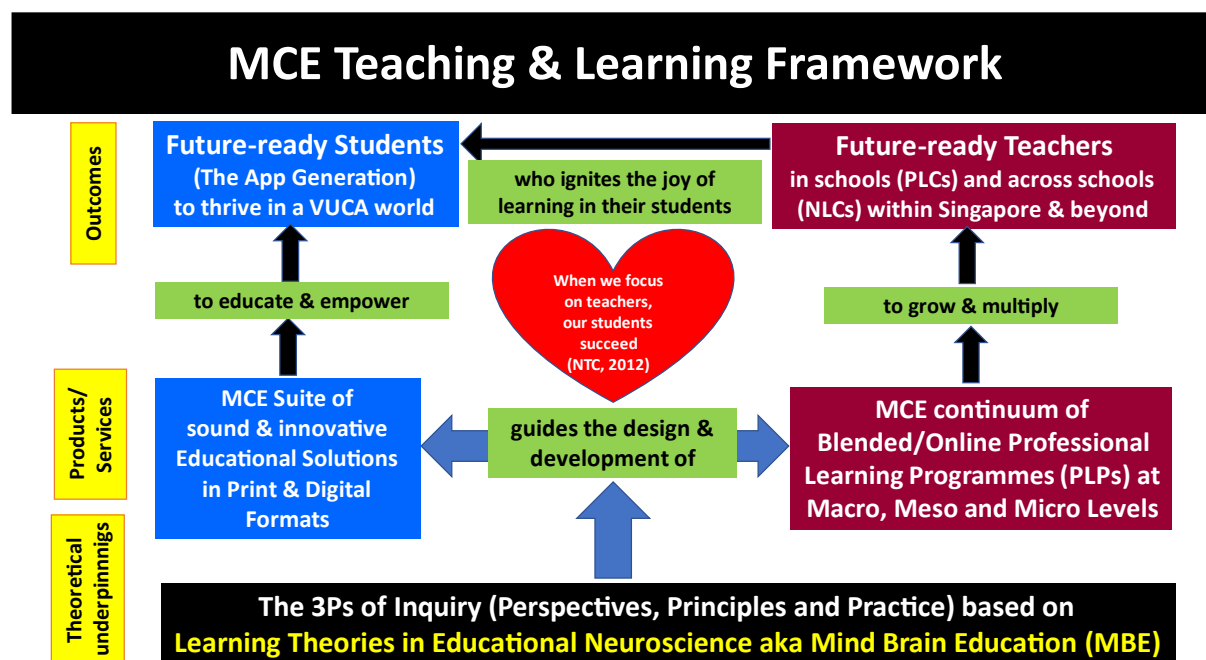 MCE Teaching & Learning Framework
Outcomes
Future-ready Students
(The App Generation)
to thrive in a VUCA world
who ignites the joy of
learning in their students
Future-ready Teachers
in schools (PLCs) and across schools
(NLCs) within Singapore & beyond
to educate & empower
When we focus
on teachers,
our students
succeed
(NTC, 2012)
to grow & multiply
Products/
Services
MCE Suite of
sound & innovative
Educational Solutions
in Print & Digital
Formats
guides the design &
development of
MCE continuum of
Blended/Online Professional
Learning Programmes (PLPs) at
Macro, Meso and Micro Levels
Theoretical
underpinnnigs
The 3Ps of Inquiry (Perspectives, Principles and Practice) based on
Learning Theories in Educational Neuroscience aka Mind Brain Education (MBE)